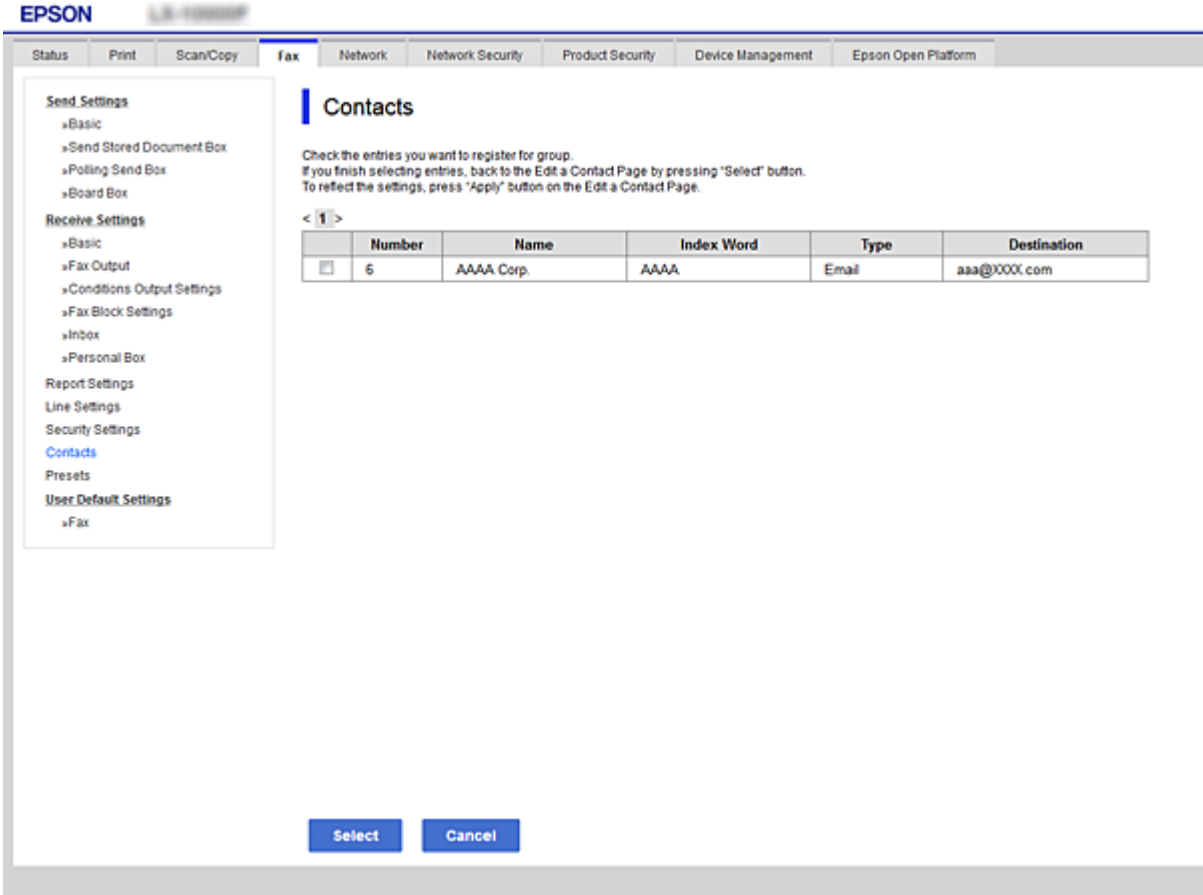 EPSON
Status Print Scan/Copy Fax Network Network Security Product Security Device Management Epson Open Platform
Send Settings
»Basic
»Send Stored Document Box
»Polling Send Box
»Board Box
Receive Settings
»Basic
»Fax Output
»Conditions Output Settings
»Fax Block Settings
»Inbox
»Personal Box
Report Settings
Line Settings
Security Settings
Contacts
Presets
User Default Settings
»Fax
Contacts
Check the entries you want to register for group.
If you finish selecting entries, back to the Edit a Contact Page by pressing "Select" button.
To reflect the settings, press "Apply" button on the Edit a Contact Page.
< 1 >
Number Name Index Word Type Destination
6 AAAA Corp. AAAA Email aaa@XXXX.com
Select Cancel